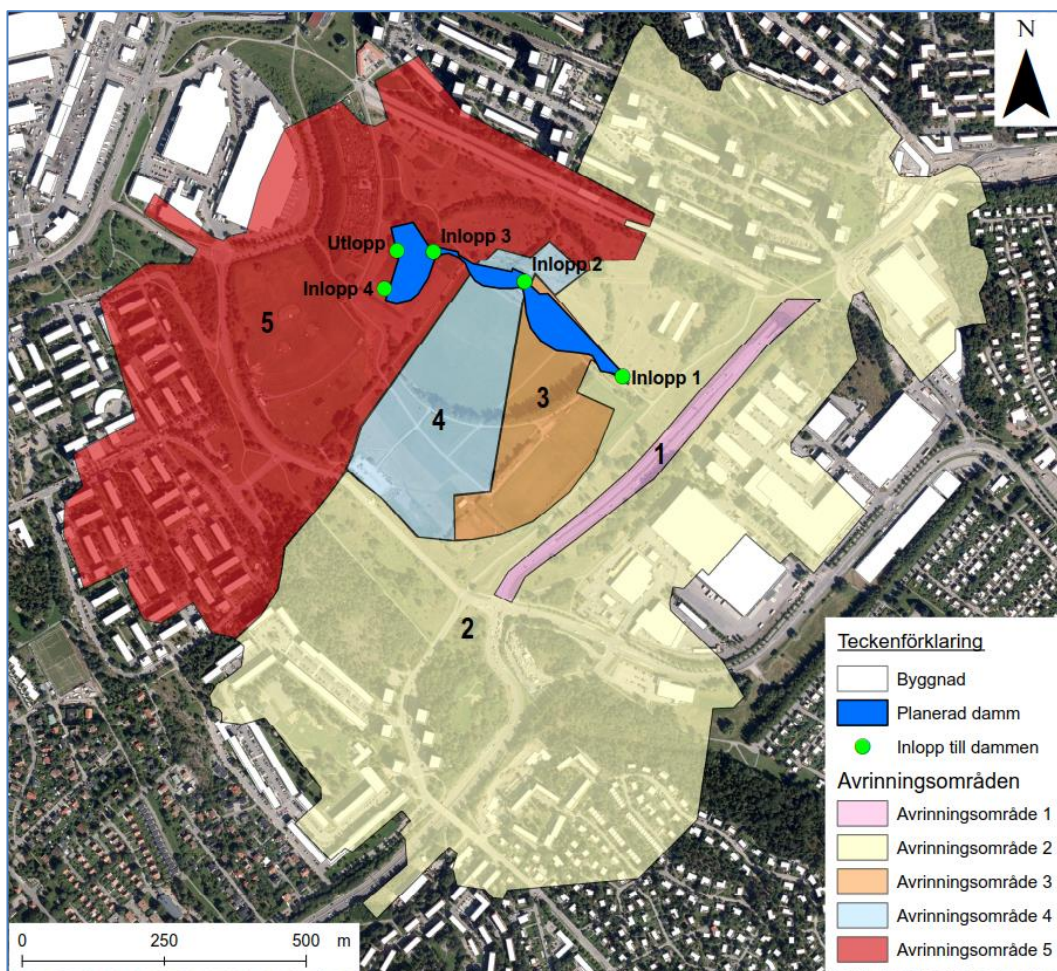 N
Utlopp
Inlopp 3
Inlopp 2
Inlopp 4
5
Inlopp 1
3
4
1
2
Teckenförklaring
Byggnad
Planerad damm
Inlopp till dammen
Avrinningsområden
Avrinningsområde 1
Avrinningsområde 2
Avrinningsområde 3
Avrinningsområde 4
Avrinningsområde 5
0 250 500 m